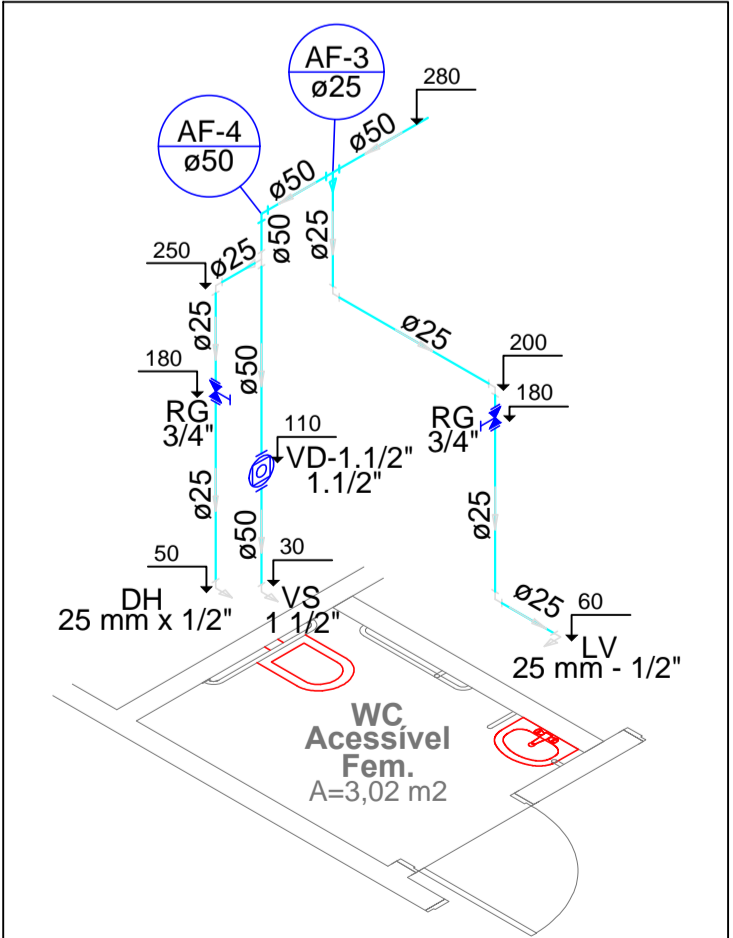 AF-3
ø25
280
AF-4
ø50
ø50
ø50
ø50
ø25
250
ø25
ø25
ø25
200
180
RG
3/4"
ø50
180
RG
3/4"
110
VD-1.1/2"
1.1/2"
ø25
ø50
ø25
50
30
DH
25 mm x 1/2"
VS
1 1/2"
ø25
60
LV
25 mm - 1/2"
WC
Acessível
Fem.
A=3,02 m2